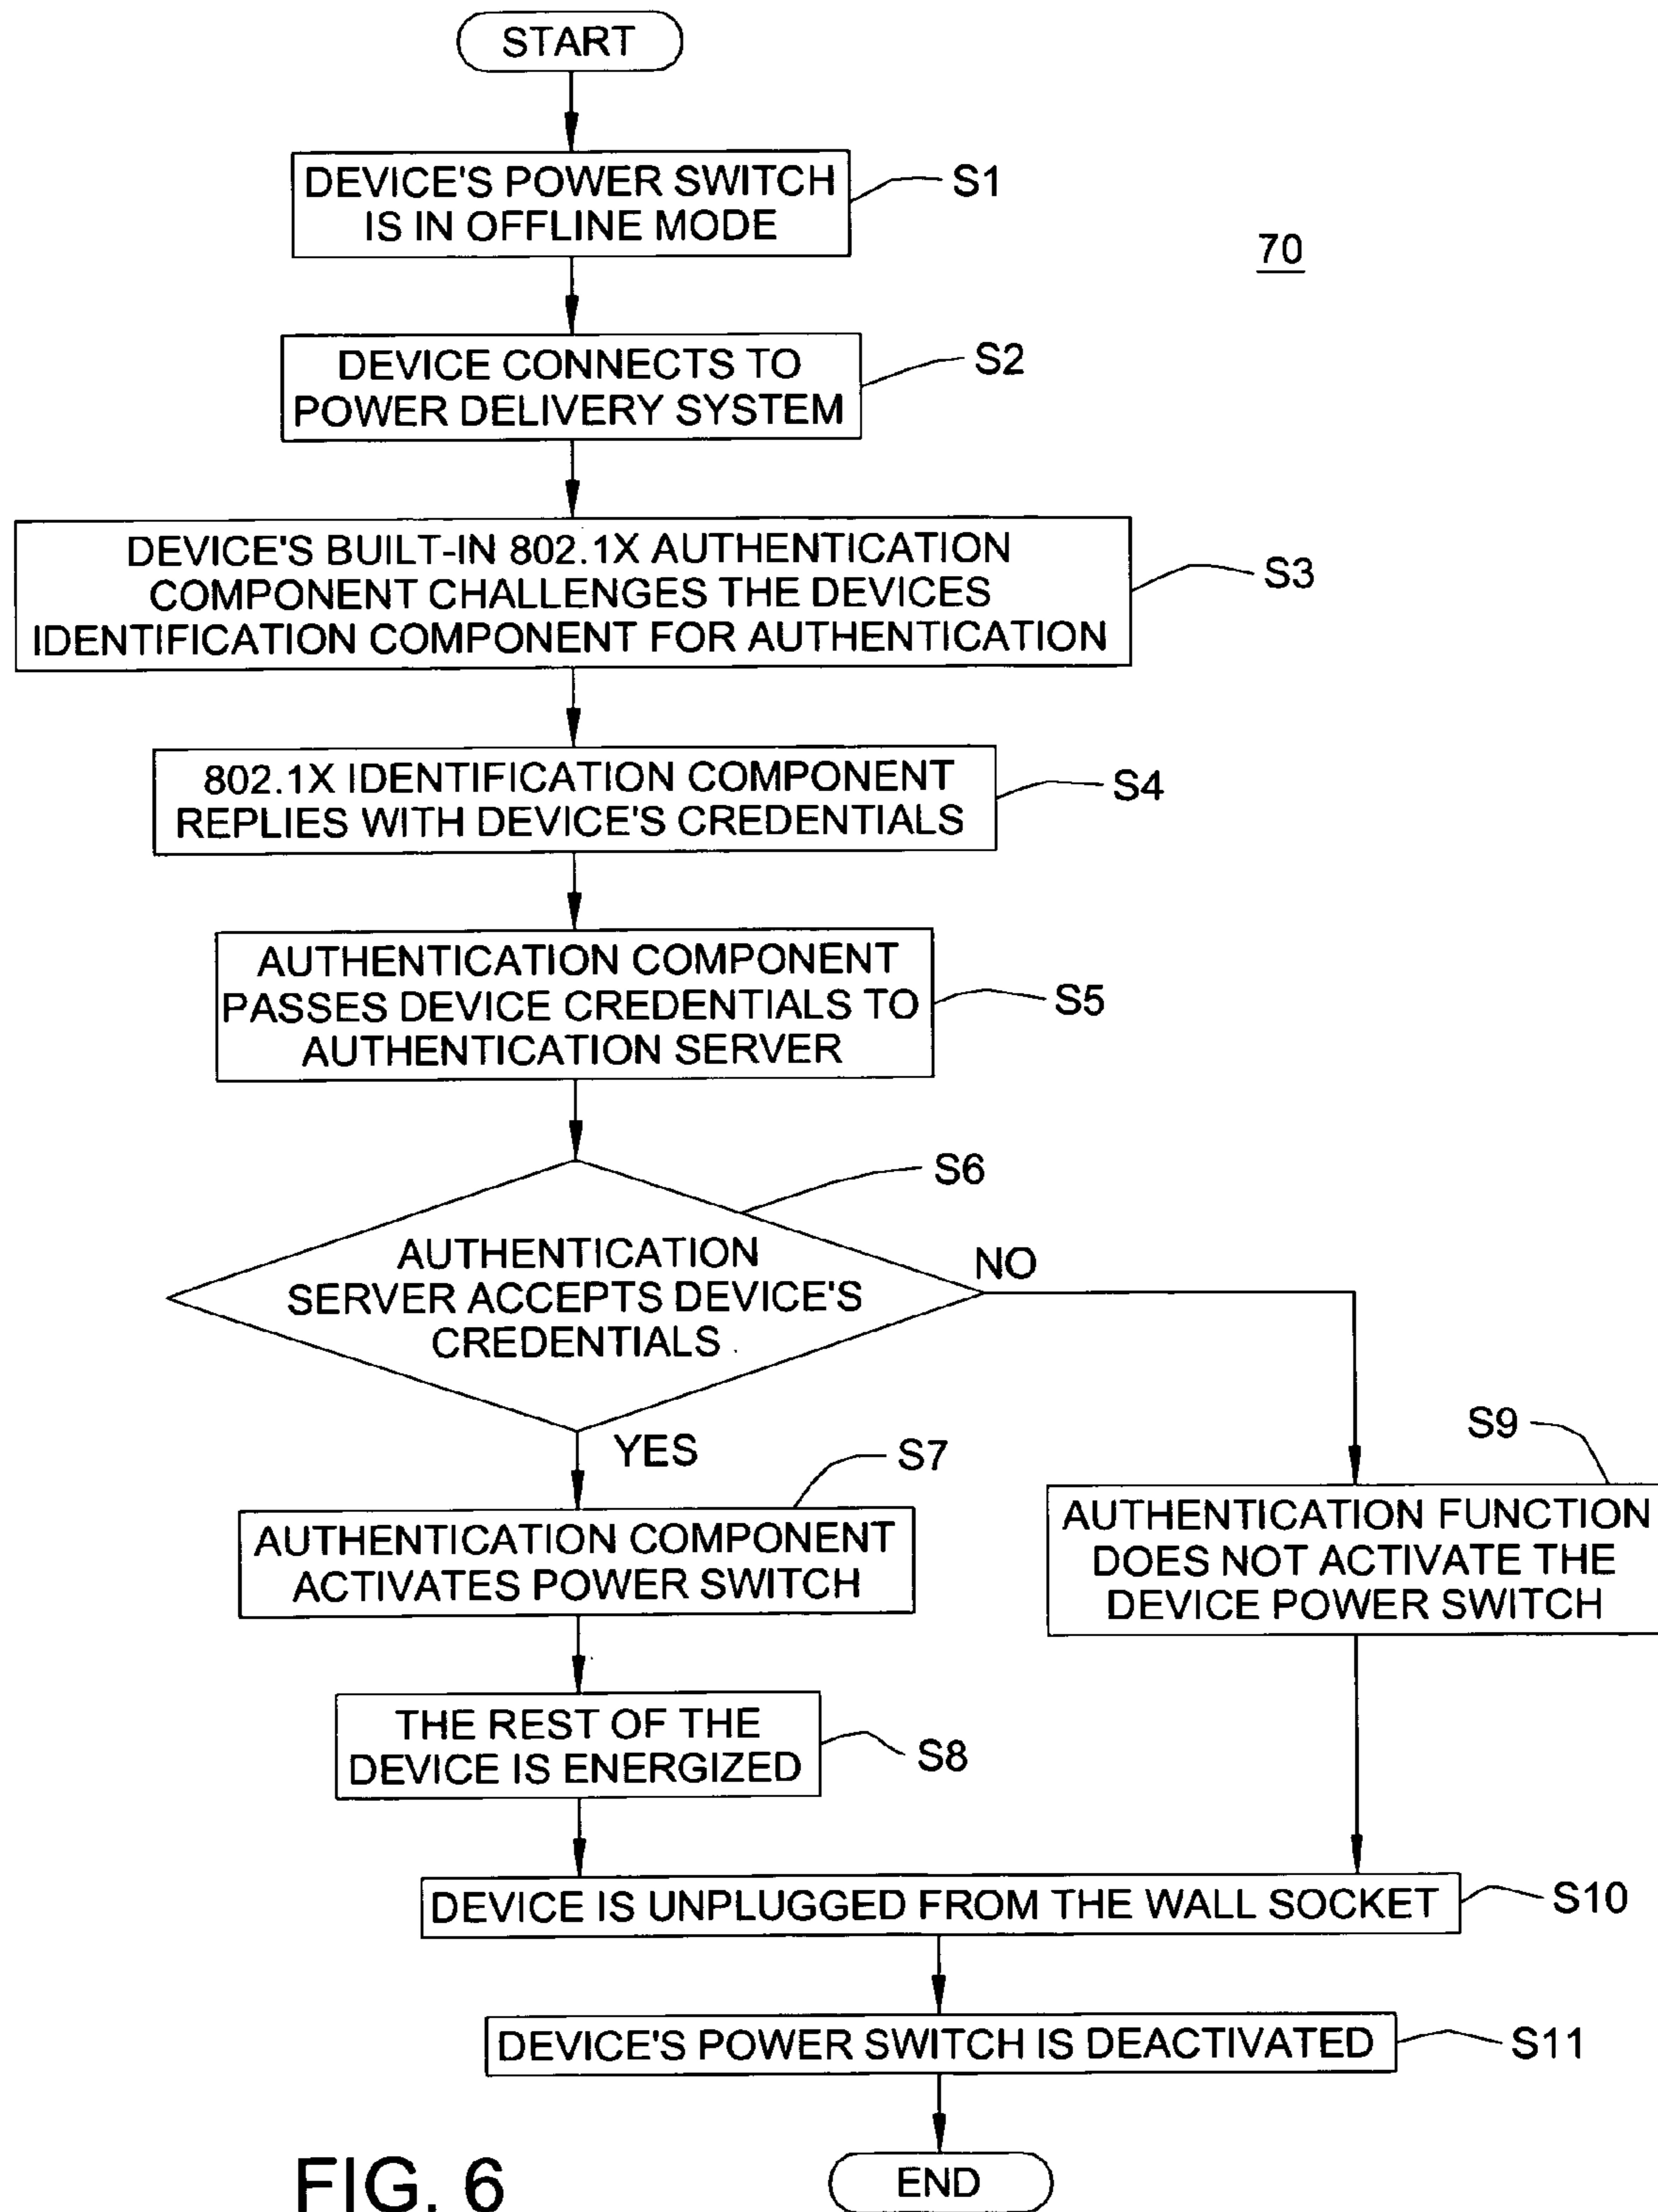 START
DEVICE'S POWER SWITCH
IS IN OFFLINE MODE
S1
70
DEVICE CONNECTS TO
POWER DELIVERY SYSTEM
S2
DEVICE'S BUILT-IN 802.1X AUTHENTICATION
COMPONENT CHALLENGES THE DEVICES
IDENTIFICATION COMPONENT FOR AUTHENTICATION
S3
802.1X IDENTIFICATION COMPONENT
REPLIES WITH DEVICE'S CREDENTIALS
S4
AUTHENTICATION COMPONENT
PASSES DEVICE CREDENTIALS TO
AUTHENTICATION SERVER
S5
S6
AUTHENTICATION
SERVER ACCEPTS DEVICE'S
CREDENTIALS
NO
YES
S7
AUTHENTICATION COMPONENT
ACTIVATES POWER SWITCH
S9
AUTHENTICATION FUNCTION
DOES NOT ACTIVATE THE
DEVICE POWER SWITCH
THE REST OF THE
DEVICE IS ENERGIZED
S8
DEVICE IS UNPLUGGED FROM THE WALL SOCKET
S10
DEVICE'S POWER SWITCH IS DEACTIVATED
S11
END
FIG. 6